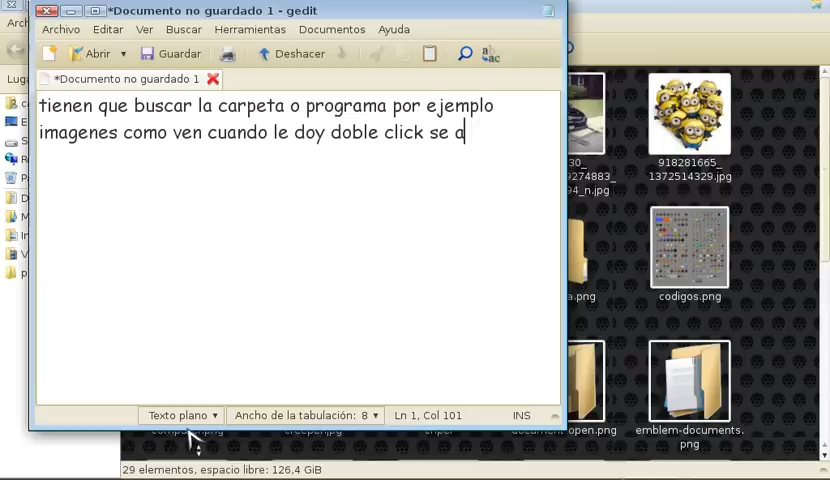 *Documento no guardado 1 - gedit
Archivo Editar Ver Buscar Herramientas Documentos Ayuda
Abrir Guardar Deshacer
*Documento no guardado 1
tienen que buscar la carpeta o programa por ejemplo
imagenes como ven cuando le doy doble click se a
Texto plano Ancho de la tabulación: 8 Ln 1, Col 101 INS
918281665_
1372514329.jpg
codigos.png
emblem-documents.
png
document-open.png
29 elementos, espacio libre: 126,4 GiB